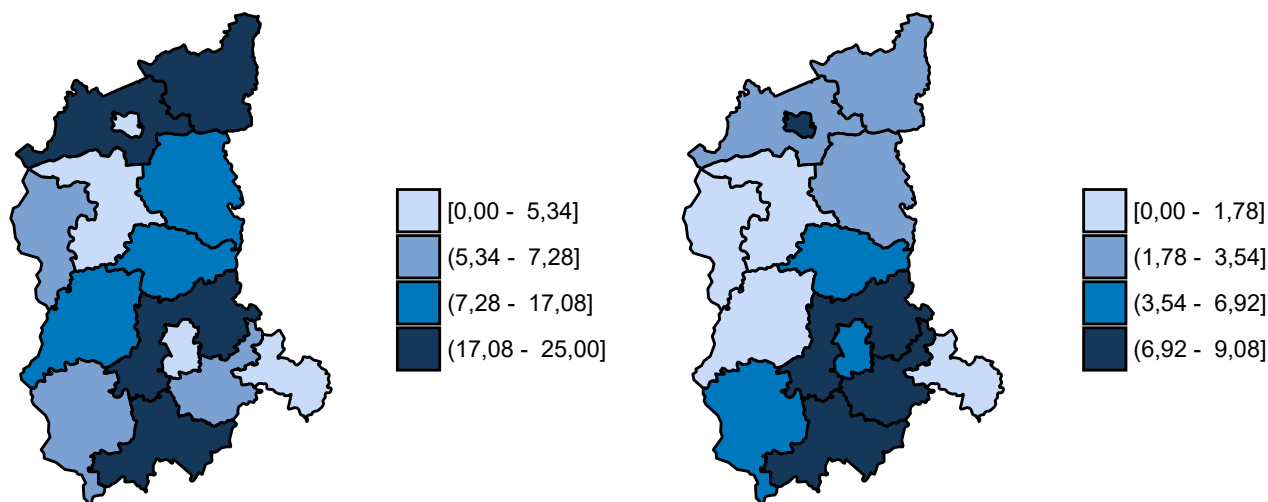 [0,00 - 5,34]
(5,34 - 7,28]
(7,28 - 17,08]
(17,08 - 25,00]
[0,00 - 1,78]
(1,78 - 3,54]
(3,54 - 6,92]
(6,92 - 9,08]